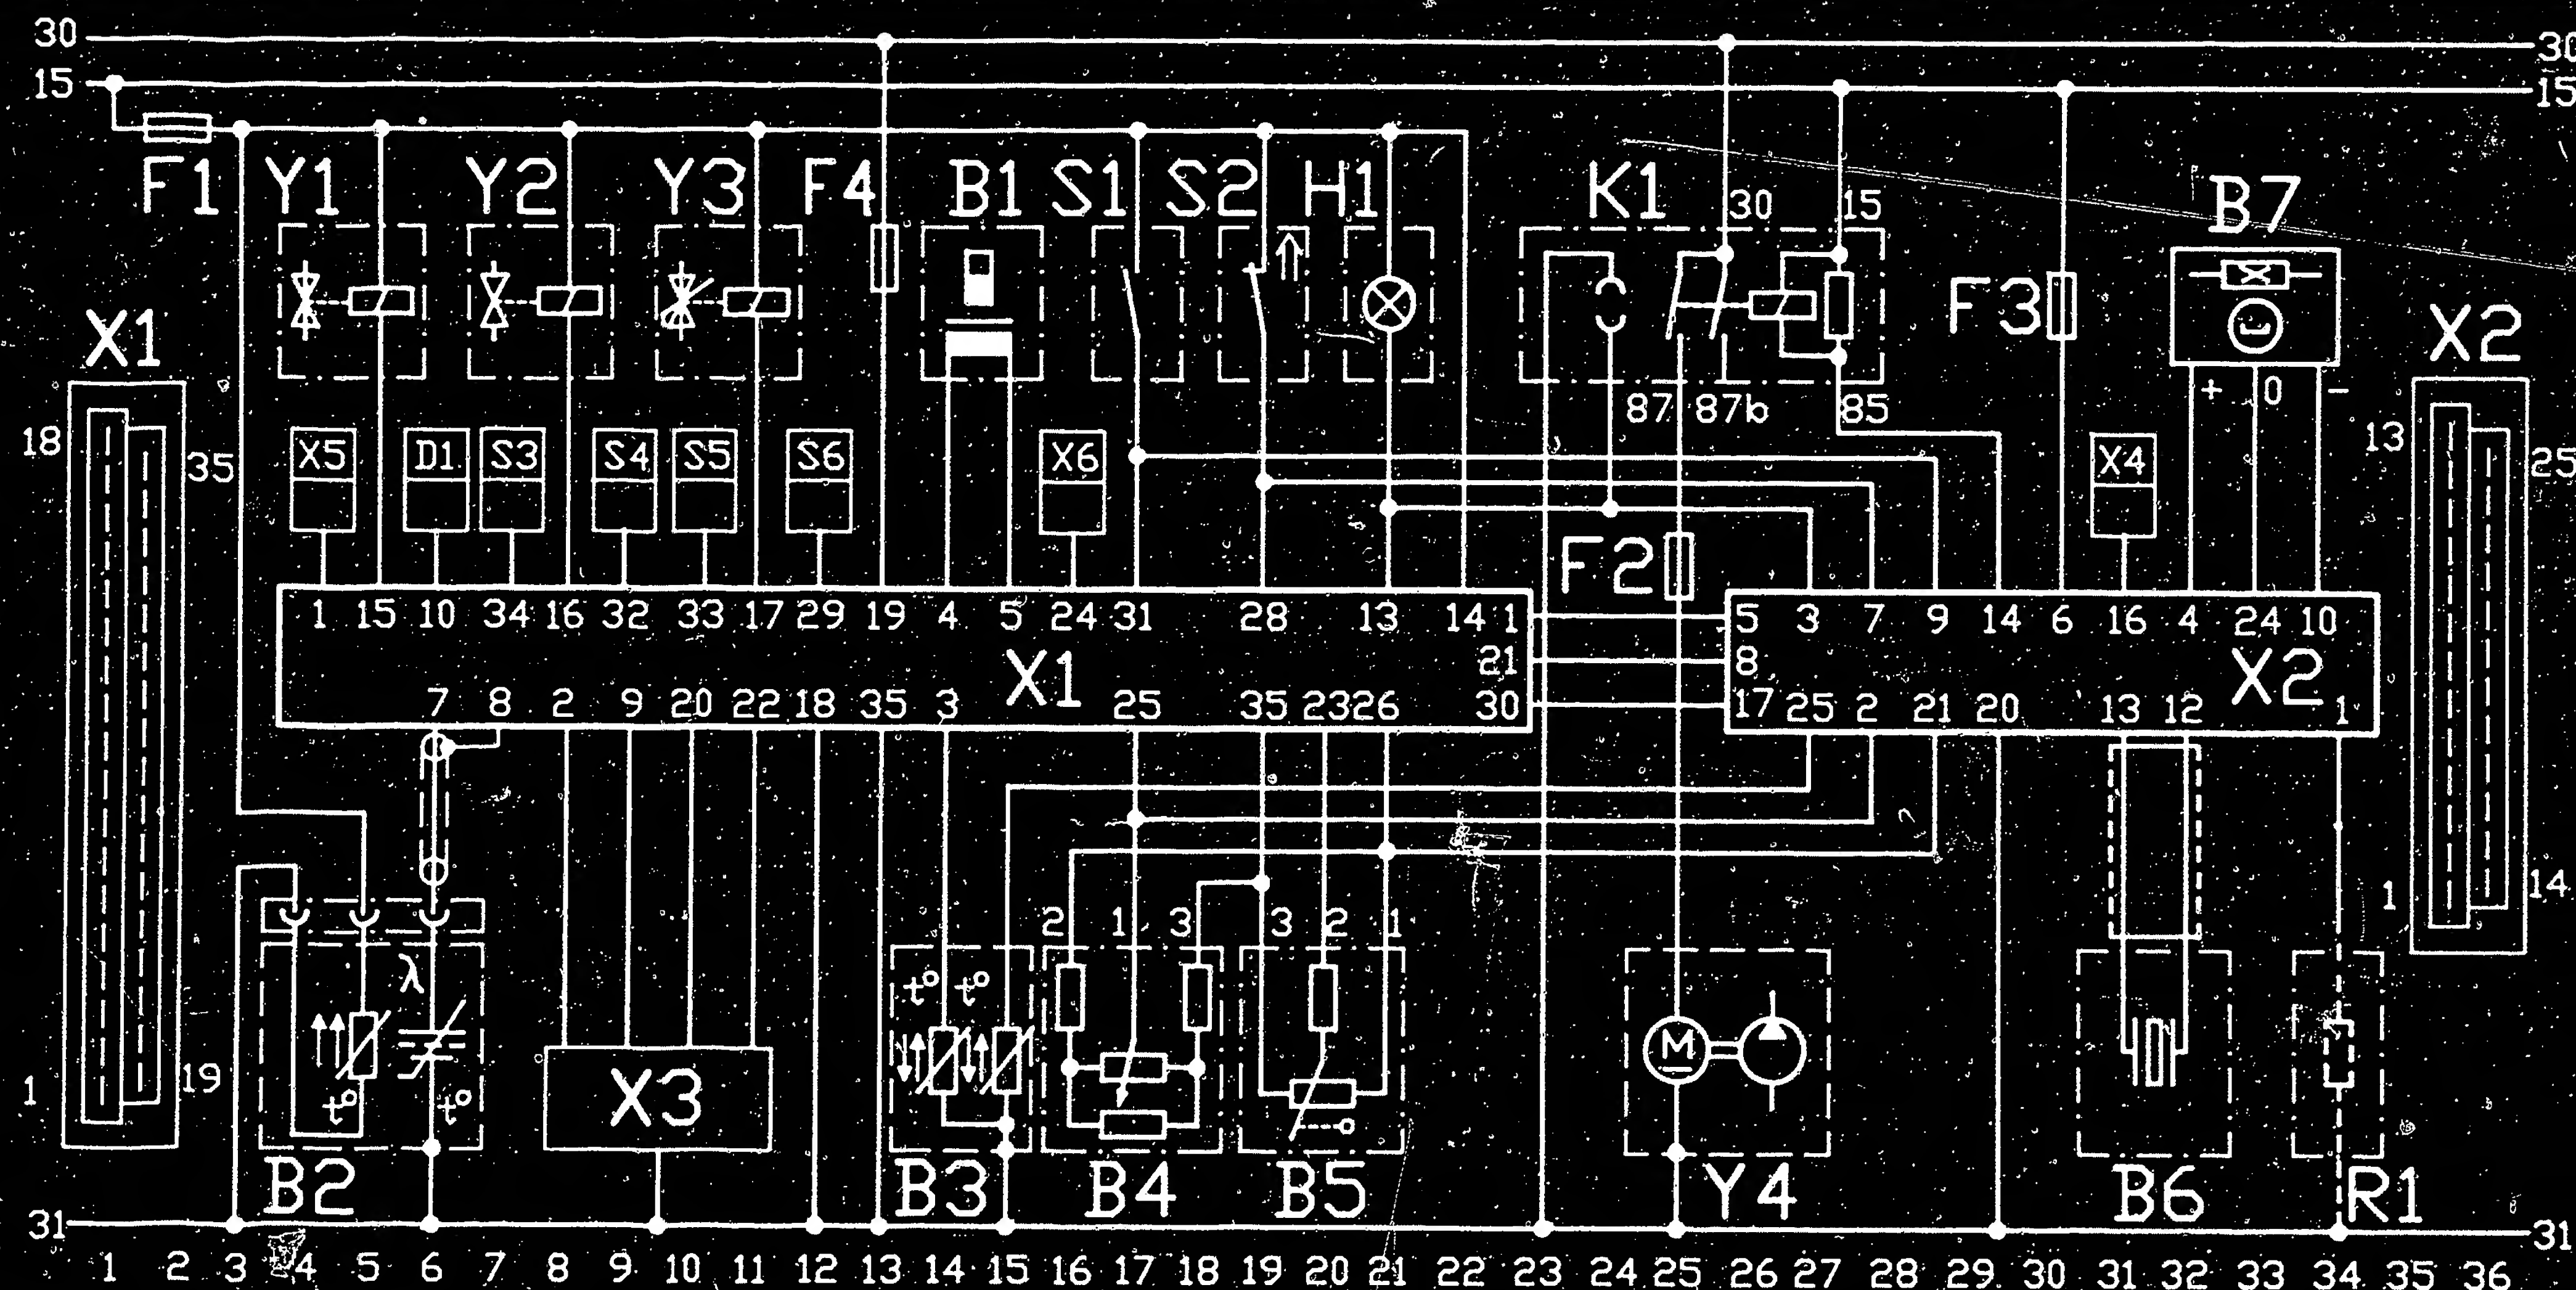 30 30
15 15
F1 Y1 Y2 Y3 F4 B1 S1 S2 H1 K1 30 15 B7
X1 F3 X2
+ 0 -
87 87b 85
18 35 X5 D1 S3 S4 S5 S6 X6 X4 13 25
F2
1 15 10 34 16 32 33 17 29 19 4 5 24 31 28 13 14 1 5 3 7 9 14 6 16 4 24 10
21 8
X1 X2
7 8 2 9 20 22 18 35 3 25 35 23 26 30 17 25 2 21 20 13 12 1
1 14
2 1 3 3 2 1
λ t° t°
M
1 19 t° t° X3
B2 B3 B4 B5 Y4 B6 R1
31 31
1 2 3 4 5 6 7 8 9 10 11 12 13 14 15 16 17 18 19 20 21 22 23 24 25 26 27 28 29 30 31 32 33 34 35 36